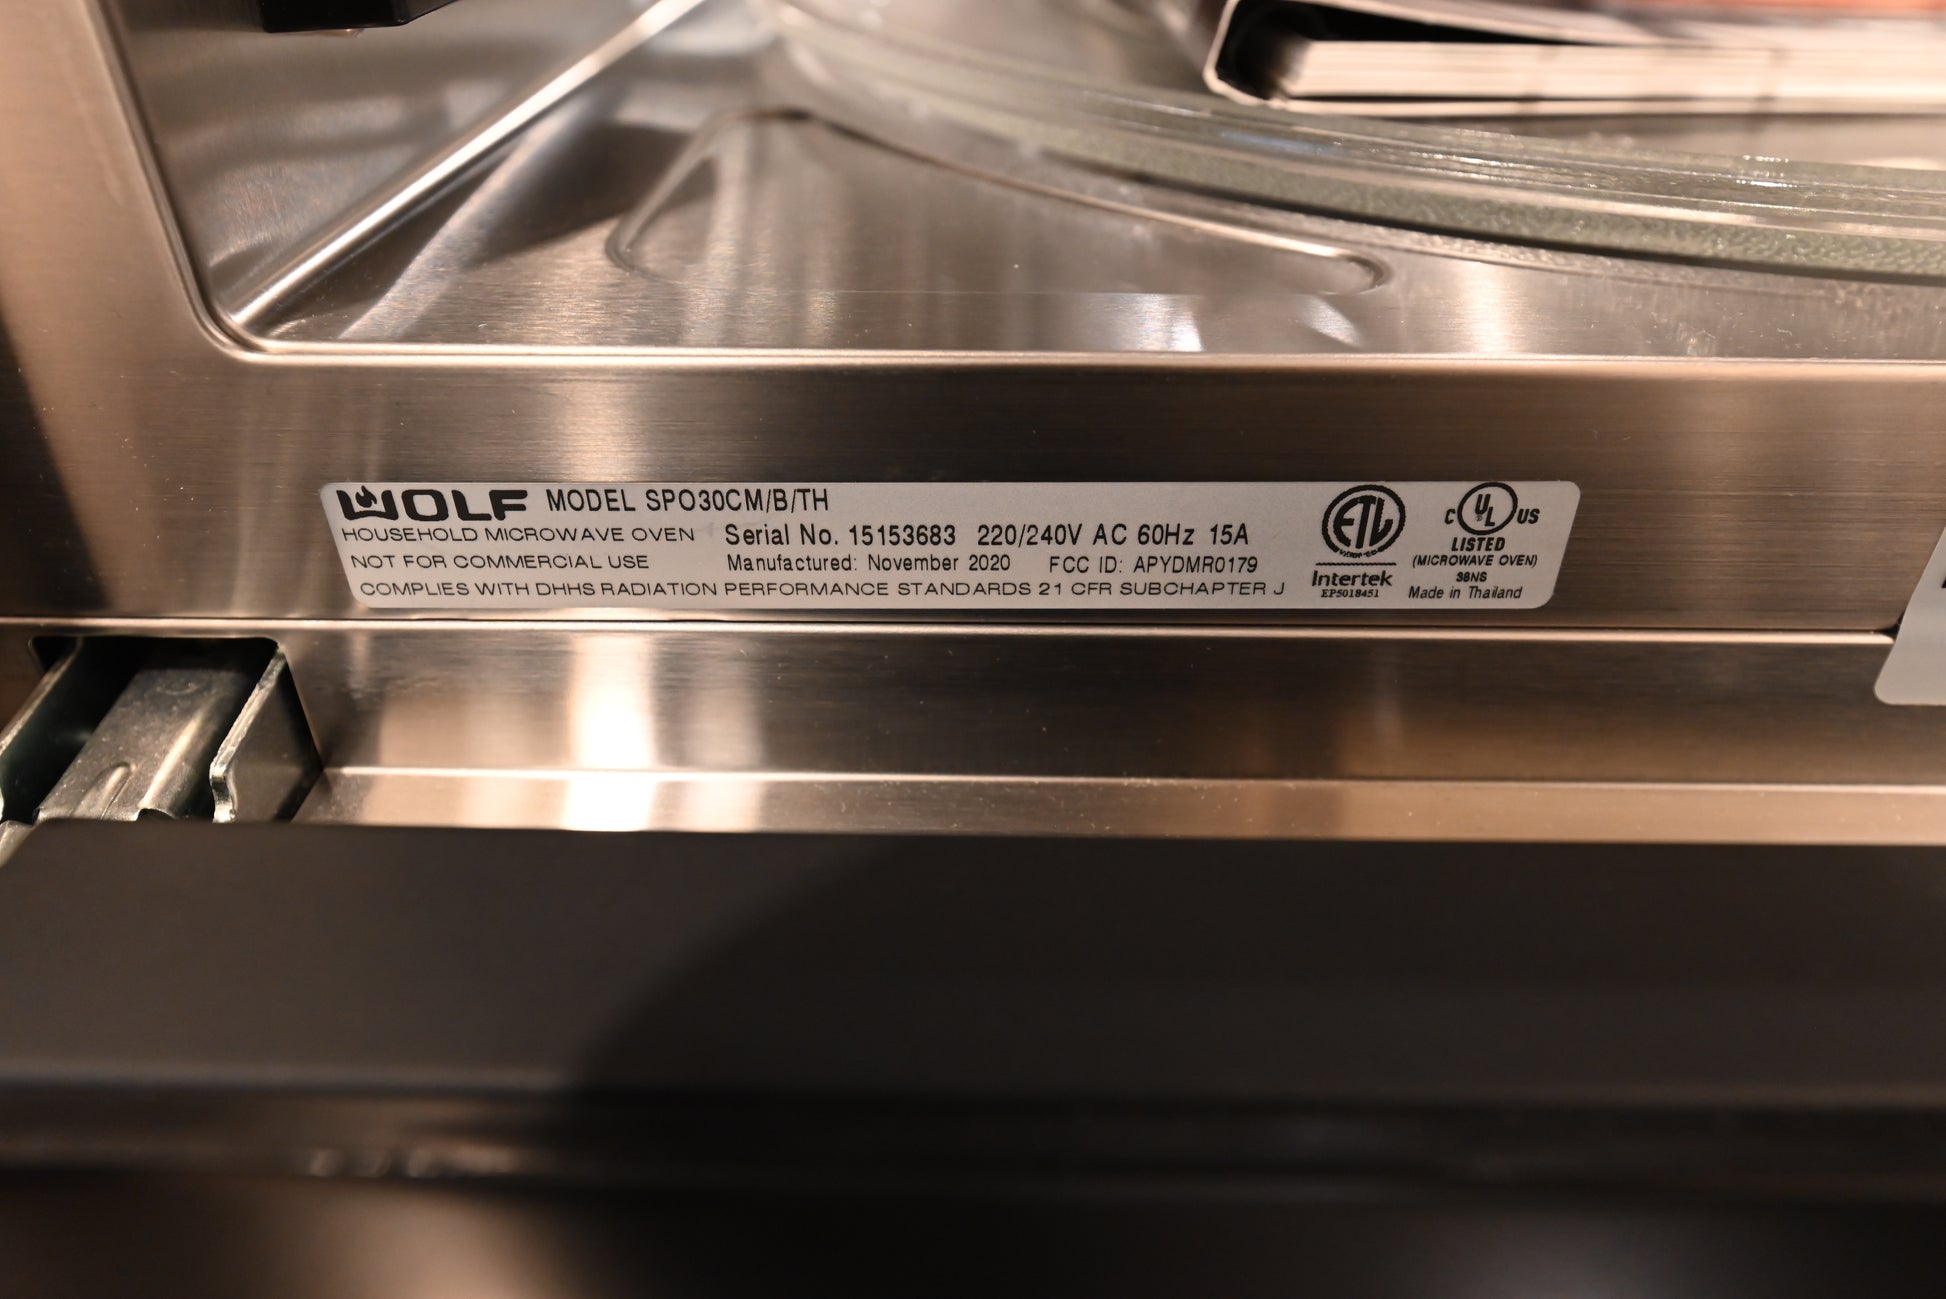 WOLF MODEL SPO30CM/B/TH
HOUSEHOLD MICROWAVE OVEN Serial No. 15153683 220/240V AC 60Hz 15A
NOT FOR COMMERCIAL USE Manufactured: November 2020 FCC ID: APYDMR0179
COMPLIES WITH DHHS RADIATION PERFORMANCE STANDARDS 21 CFR SUBCHAPTER J
ETL
Intertek
EP5018451
C UL US
LISTED
(MICROWAVE OVEN)
38NS
Made in Thailand